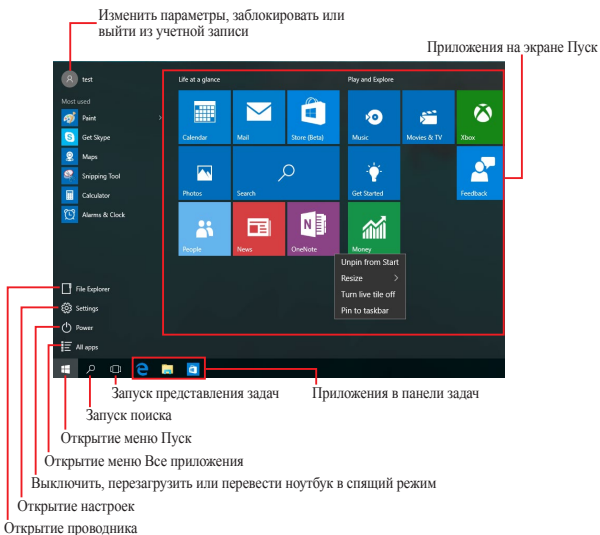 Изменить параметры, заблокировать или
выйти из учетной записи
Приложения на экране Пуск
test
Life at a glance
Play and Explore
Most used
Paint
Get Skype
Maps
Snipping Tool
Calculator
Alarms & Clock
Calendar
Mail
Store (Beta)
Music
Movies & TV
Xbox
Photos
Search
Get Started
Feedback
People
News
OneNote
Money
Unpin from Start
Resize
Turn live tile off
Pin to taskbar
File Explorer
Settings
Power
All apps
Запуск представления задач
Приложения в панели задач
Запуск поиска
Открытие меню Пуск
Открытие меню Все приложения
Выключить, перезагрузить или перевести ноутбук в спящий режим
Открытие настроек
Открытие проводника